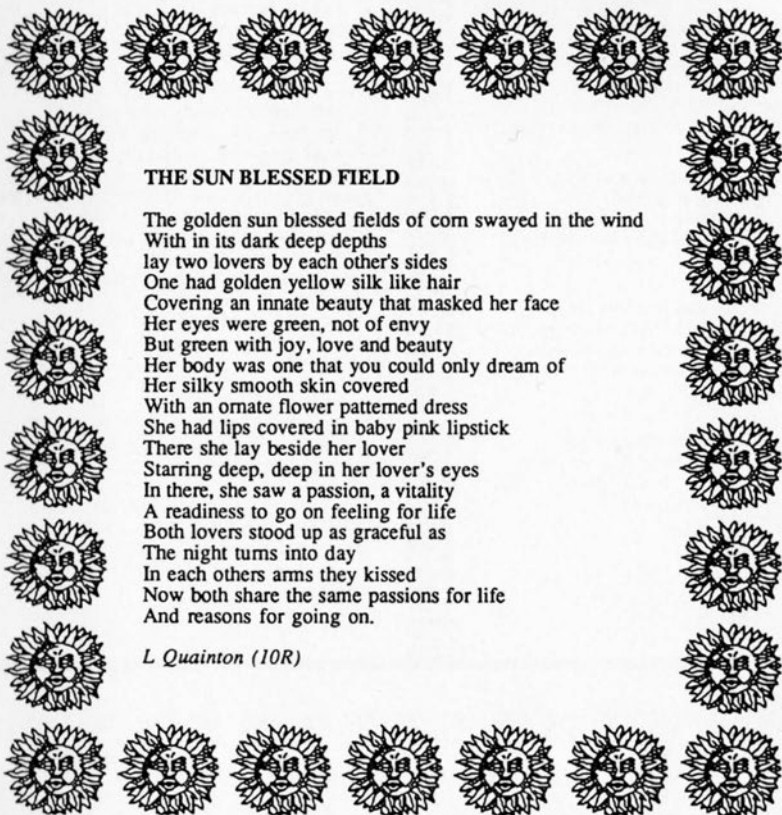 THE SUN BLESSED FIELD
The golden sun blessed fields of corn swayed in the wind
With in its dark deep depths
lay two lovers by each other's sides
One had golden yellow silk like hair
Covering an innate beauty that masked her face
Her eyes were green, not of envy
But green with joy, love and beauty
Her body was one that you could only dream of
Her silky smooth skin covered
With an ornate flower patterned dress
She had lips covered in baby pink lipstick
There she lay beside her lover
Starring deep, deep in her lover's eyes
In there, she saw a passion, a vitality
A readiness to go on feeling for life
Both lovers stood up as graceful as
The night turns into day
In each others arms they kissed
Now both share the same passions for life
And reasons for going on.
L Quainton (10R)